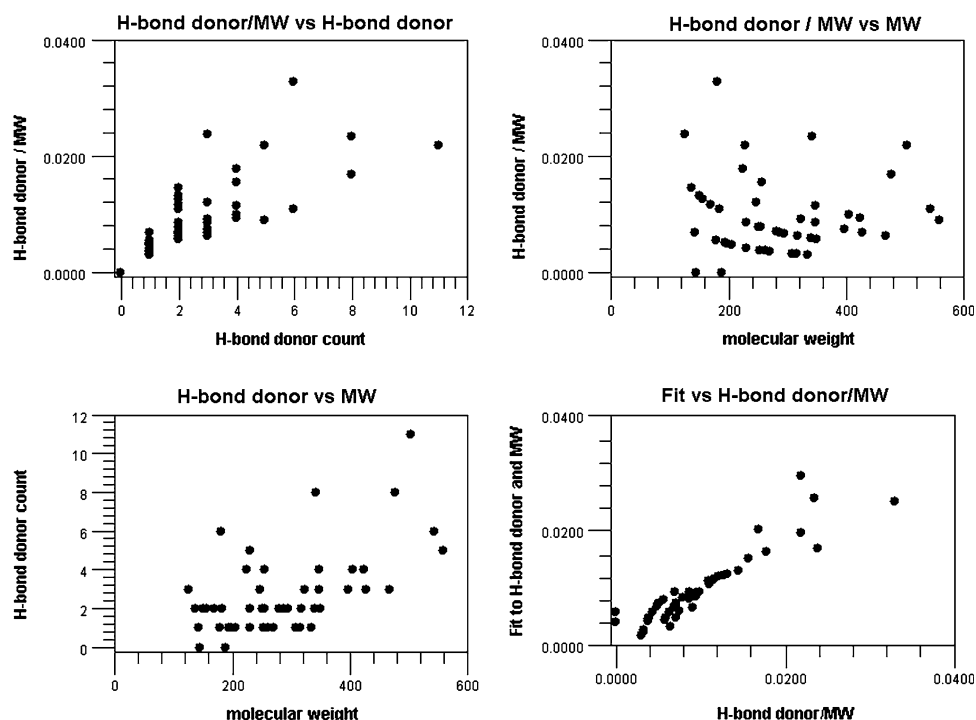 H-bond donor/MW vs H-bond donor
0.0400
0.0200
0.0000
H-bond donor / MW
0 2 4 6 8 10 12
H-bond donor count
H-bond donor / MW vs MW
0.0400
0.0200
0.0000
H-bond donor / MW
0 200 400 600
molecular weight
H-bond donor vs MW
12
10
8
6
4
2
0
H-bond donor count
0 200 400 600
molecular weight
Fit vs H-bond donor/MW
0.0400
0.0200
0.0000
Fit to H-bond donor and MW
0.0000 0.0200 0.0400
H-bond donor/MW